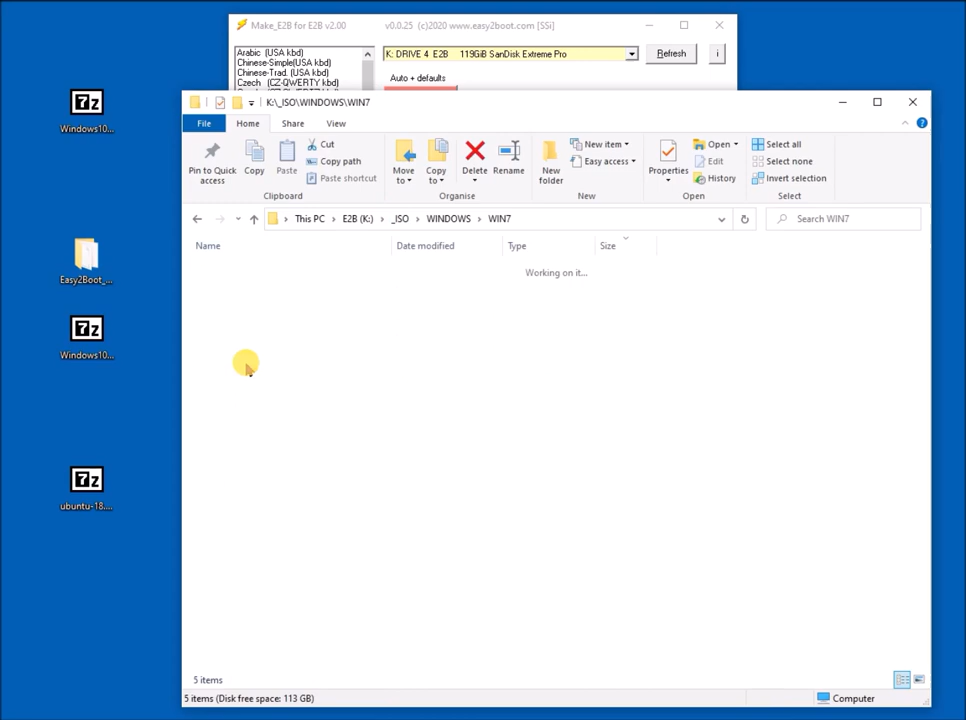 Make_E2B for E2B v2.00 v0.0.25 (c)2020 www.easy2boot.com [SSi]
Arabic (USA kbd)
Chinese-Simple(USA kbd)
Chinese-Trad. (USA kbd)
Czech (CZ-QWERTY kbd)
K: DRIVE 4 E2B 119GiB SanDisk Extreme Pro
Refresh
i
Auto + defaults
K:\_ISO\WINDOWS\WIN7
File Home Share View
Pin to Quick access
Copy
Paste
Cut
Copy path
Paste shortcut
Clipboard
Move to
Copy to
Delete
Rename
Organise
New folder
New item
Easy access
New
Properties
Open
Edit
History
Open
Select all
Select none
Invert selection
Select
This PC > E2B (K:) > _ISO > WINDOWS > WIN7
Search WIN7
Name Date modified Type Size
Working on it...
7z
Windows10...
Easy2Boot_...
7z
Windows10...
7z
ubuntu-18....
5 items
5 items (Disk free space: 113 GB)
Computer